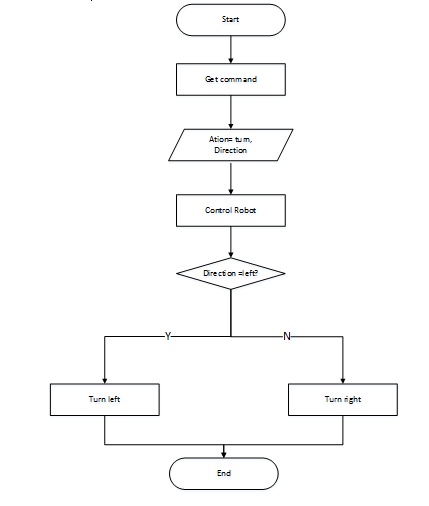 Start
Get command
Ation= turn,
Direction
Control Robot
Direction =left?
Y
N
Turn left
Turn right
End